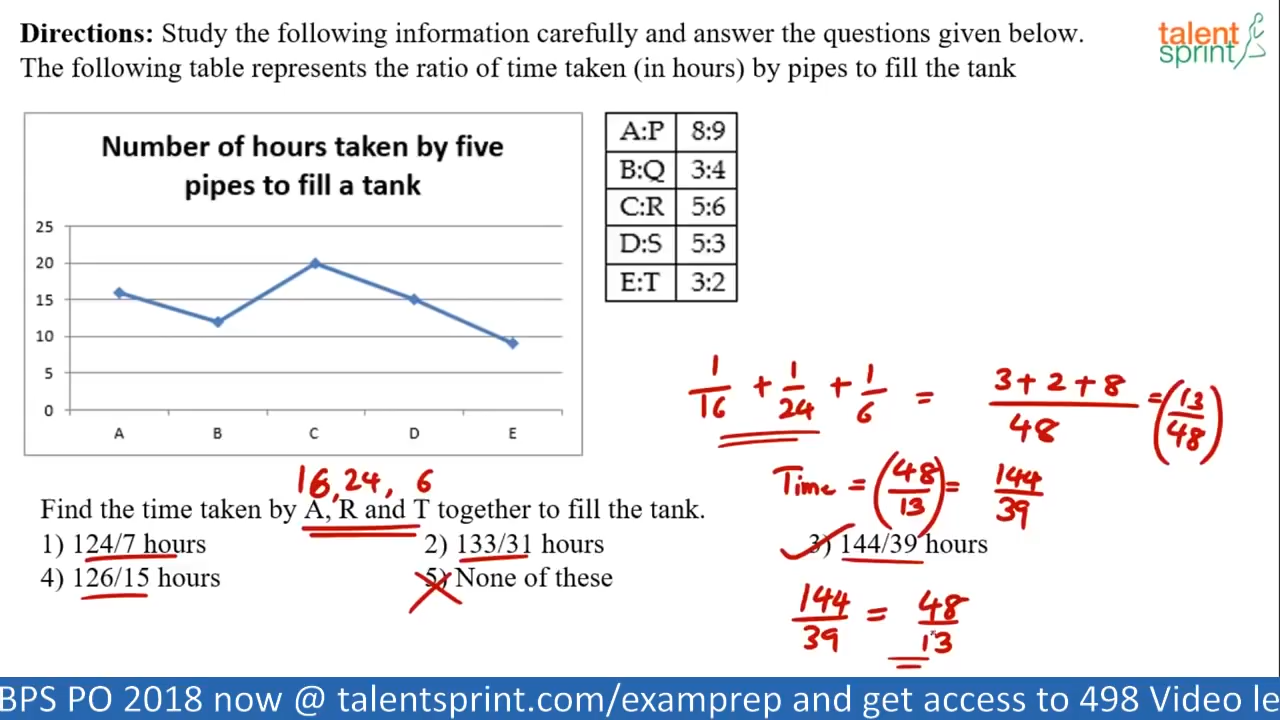 Directions: Study the following information carefully and answer the questions given below.
The following table represents the ratio of time taken (in hours) by pipes to fill the tank
talent
sprint
Number of hours taken by five
pipes to fill a tank
25
20
15
10
5
0
A B C D E
A:P 8:9
B:Q 3:4
C:R 5:6
D:S 5:3
E:T 3:2
1/16 + 1/24 + 1/6 = 3+2+8/48 = (13/48)
Time = (48/13) = 144/39
16, 24, 6
Find the time taken by A, R and T together to fill the tank.
1) 124/7 hours 2) 133/31 hours 3) 144/39 hours
4) 126/15 hours 5) None of these
144/39 = 48/13
BPS PO 2018 now @ talentsprint.com/examprep and get access to 498 Video le